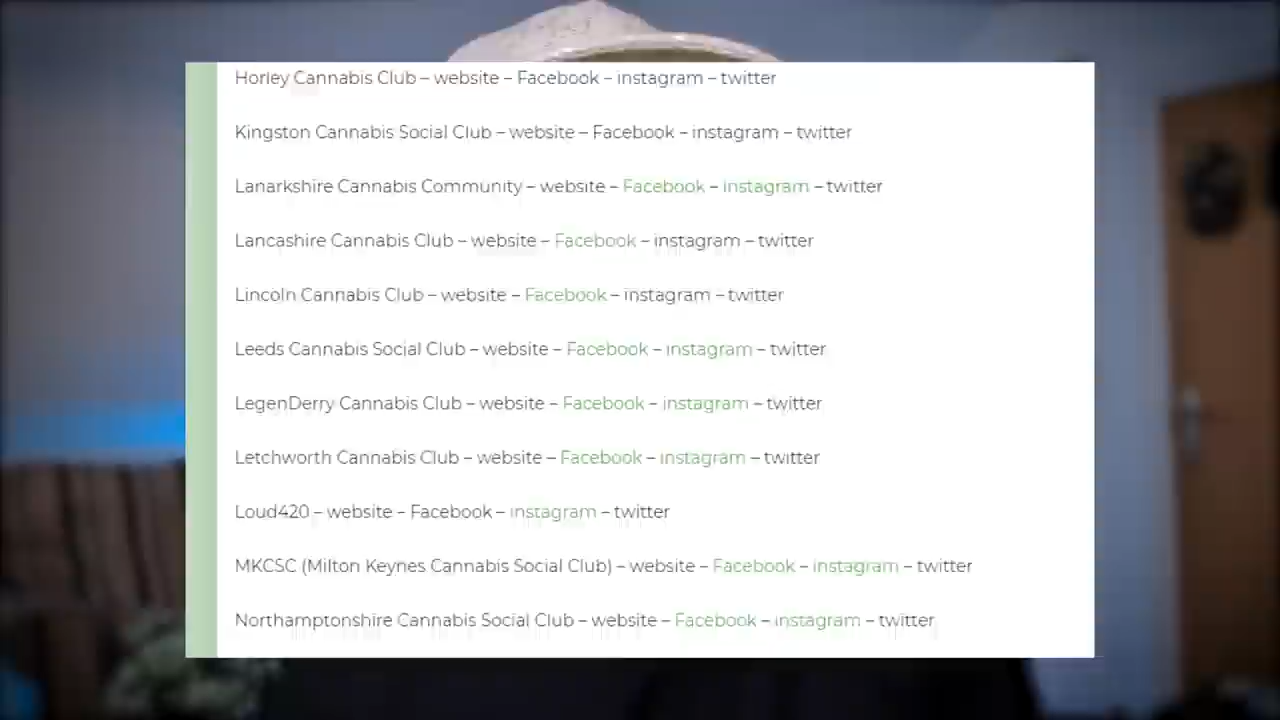 Horley Cannabis Club – website – Facebook – instagram – twitter
Kingston Cannabis Social Club – website – Facebook – instagram – twitter
Lanarkshire Cannabis Community – website – Facebook – instagram – twitter
Lancashire Cannabis Club – website – Facebook – instagram – twitter
Lincoln Cannabis Club – website – Facebook – instagram – twitter
Leeds Cannabis Social Club – website – Facebook – instagram – twitter
LegenDerry Cannabis Club – website – Facebook – instagram – twitter
Letchworth Cannabis Club – website – Facebook – instagram – twitter
Loud420 – website – Facebook – instagram – twitter
MKCSC (Milton Keynes Cannabis Social Club) – website – Facebook – instagram – twitter
Northamptonshire Cannabis Social Club – website – Facebook – instagram – twitter